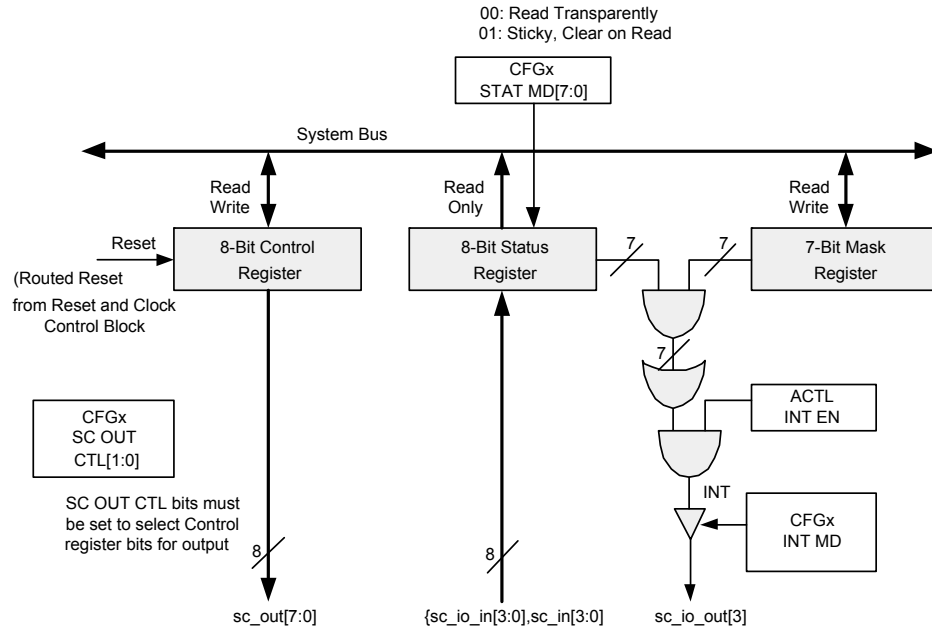 00: Read Transparently
01: Sticky, Clear on Read
CFGx
STAT MD[7:0]
System Bus
Read
Write
Read
Only
Read
Write
Reset
8-Bit Control
Register
8-Bit Status
Register
7
7
7-Bit Mask
Register
(Routed Reset
from Reset and Clock
Control Block
7
CFGx
SC OUT
CTL[1:0]
ACTL
INT EN
SC OUT CTL bits must
be set to select Control
register bits for output
INT
CFGx
INT MD
8
8
sc_out[7:0]
{sc_io_in[3:0],sc_in[3:0]
sc_io_out[3]